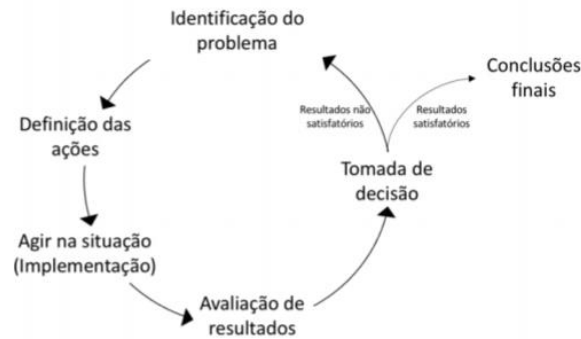 Identificação do
problema
Conclusões
finais
Resultados não
satisfatórios
Resultados
satisfatórios
Definição das
ações
Tomada de
decisão
Agir na situação
(Implementação)
Avaliação de
resultados